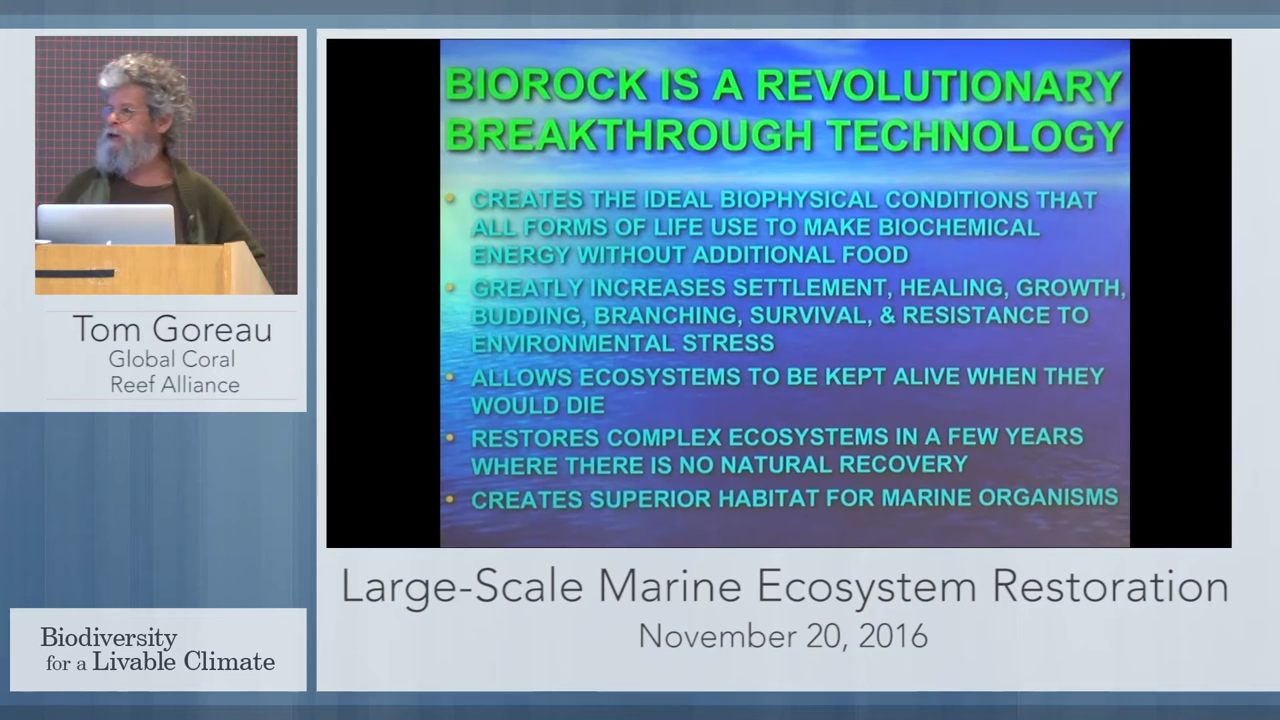 Tom Goreau
Global Coral
Reef Alliance
BIOROCK IS A REVOLUTIONARY
BREAKTHROUGH TECHNOLOGY
• CREATES THE IDEAL BIOPHYSICAL CONDITIONS THAT
ALL FORMS OF LIFE USE TO MAKE BIOCHEMICAL
ENERGY WITHOUT ADDITIONAL FOOD
• GREATLY INCREASES SETTLEMENT, HEALING, GROWTH,
BUDDING, BRANCHING, SURVIVAL, & RESISTANCE TO
ENVIRONMENTAL STRESS
• ALLOWS ECOSYSTEMS TO BE KEPT ALIVE WHEN THEY
WOULD DIE
• RESTORES COMPLEX ECOSYSTEMS IN A FEW YEARS
WHERE THERE IS NO NATURAL RECOVERY
• CREATES SUPERIOR HABITAT FOR MARINE ORGANISMS
Large-Scale Marine Ecosystem Restoration
November 20, 2016
Biodiversity
for a Livable Climate